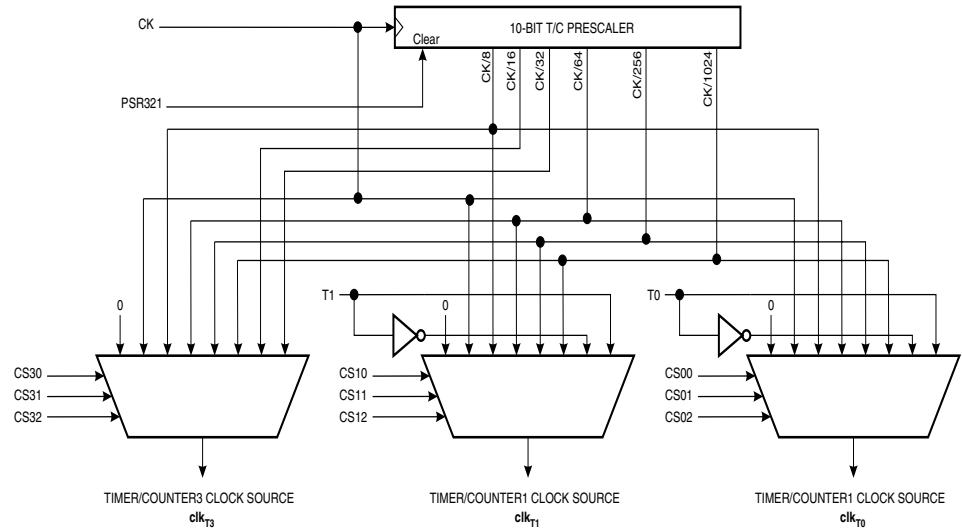 CK
10-BIT T/C PRESCALER
Clear
CK/8
CK/16
CK/32
CK/64
CK/256
CK/1024
PSR321
0
T1
0
T0
0
CS30
CS31
CS32
CS10
CS11
CS12
CS00
CS01
CS02
TIMER/COUNTER3 CLOCK SOURCE
clkT3
TIMER/COUNTER1 CLOCK SOURCE
clkT1
TIMER/COUNTER1 CLOCK SOURCE
clkT0